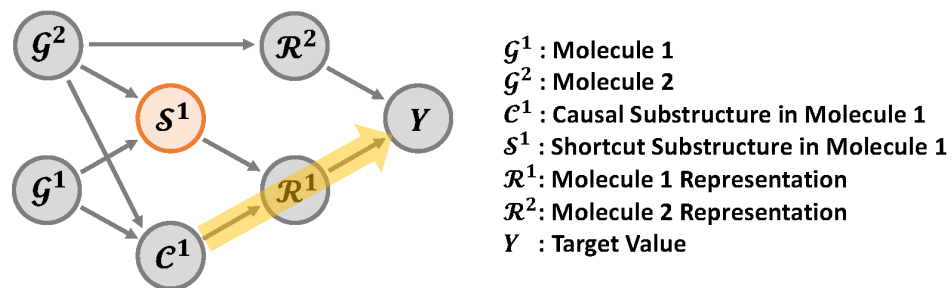 𝒢² ℛ²
𝒮¹ Y
𝒢¹ ℛ¹
𝒞¹
𝒢¹ : Molecule 1
𝒢² : Molecule 2
𝒞¹ : Causal Substructure in Molecule 1
𝒮¹ : Shortcut Substructure in Molecule 1
ℛ¹: Molecule 1 Representation
ℛ²: Molecule 2 Representation
Y : Target Value